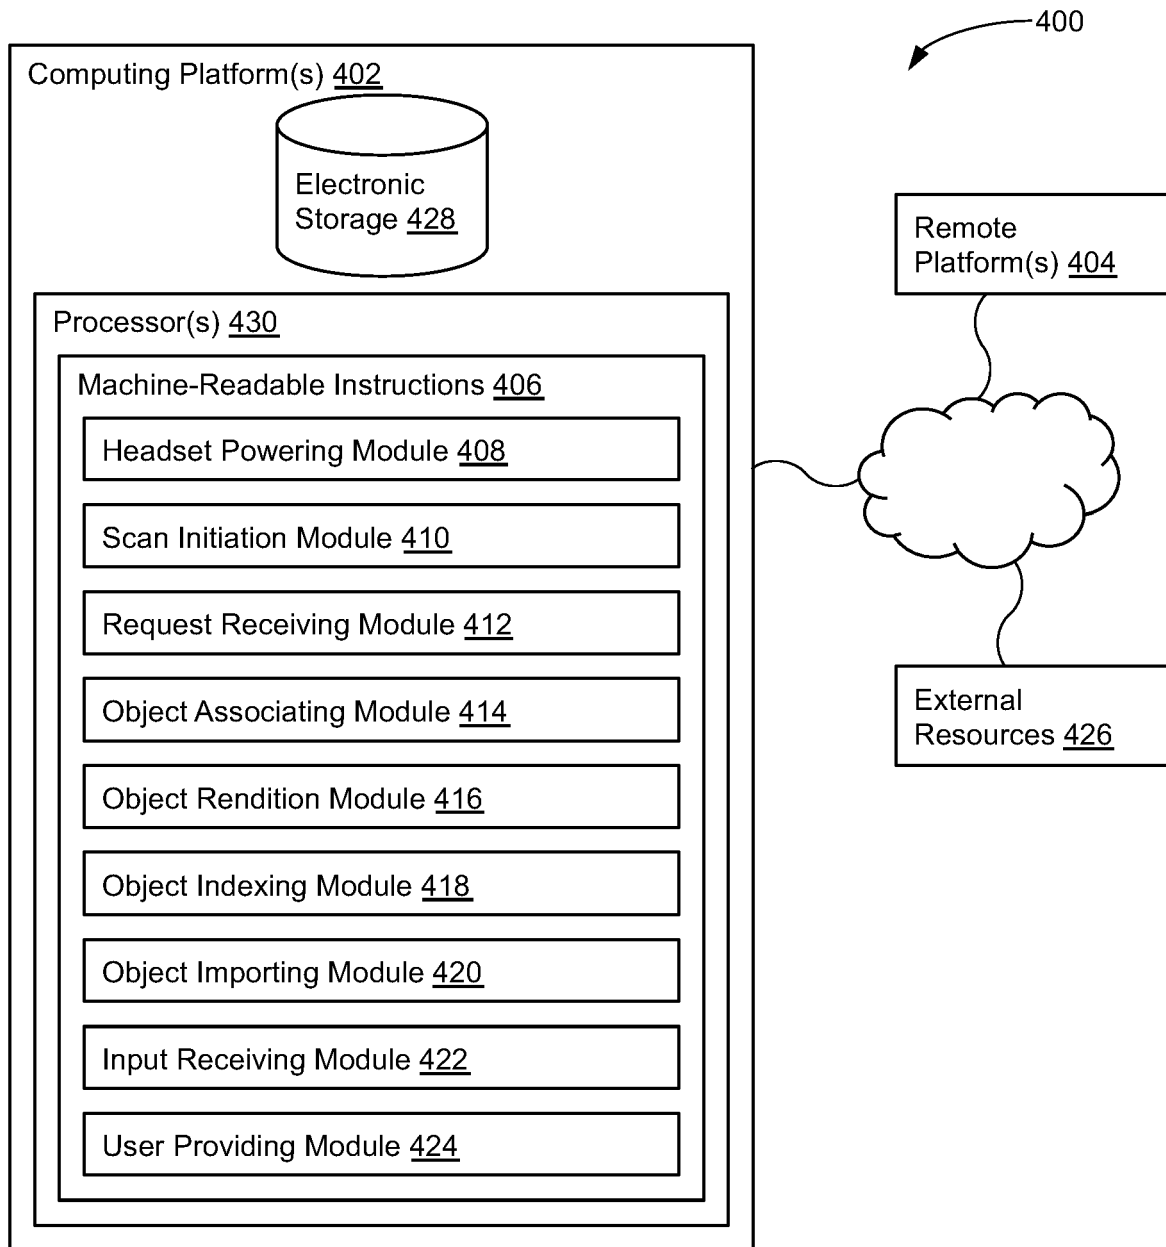 400
Computing Platform(s) 402
Electronic
Storage 428
Remote
Platform(s) 404
Processor(s) 430
Machine-Readable Instructions 406
Headset Powering Module 408
Scan Initiation Module 410
Request Receiving Module 412
Object Associating Module 414
Object Rendition Module 416
Object Indexing Module 418
Object Importing Module 420
Input Receiving Module 422
User Providing Module 424
External
Resources 426